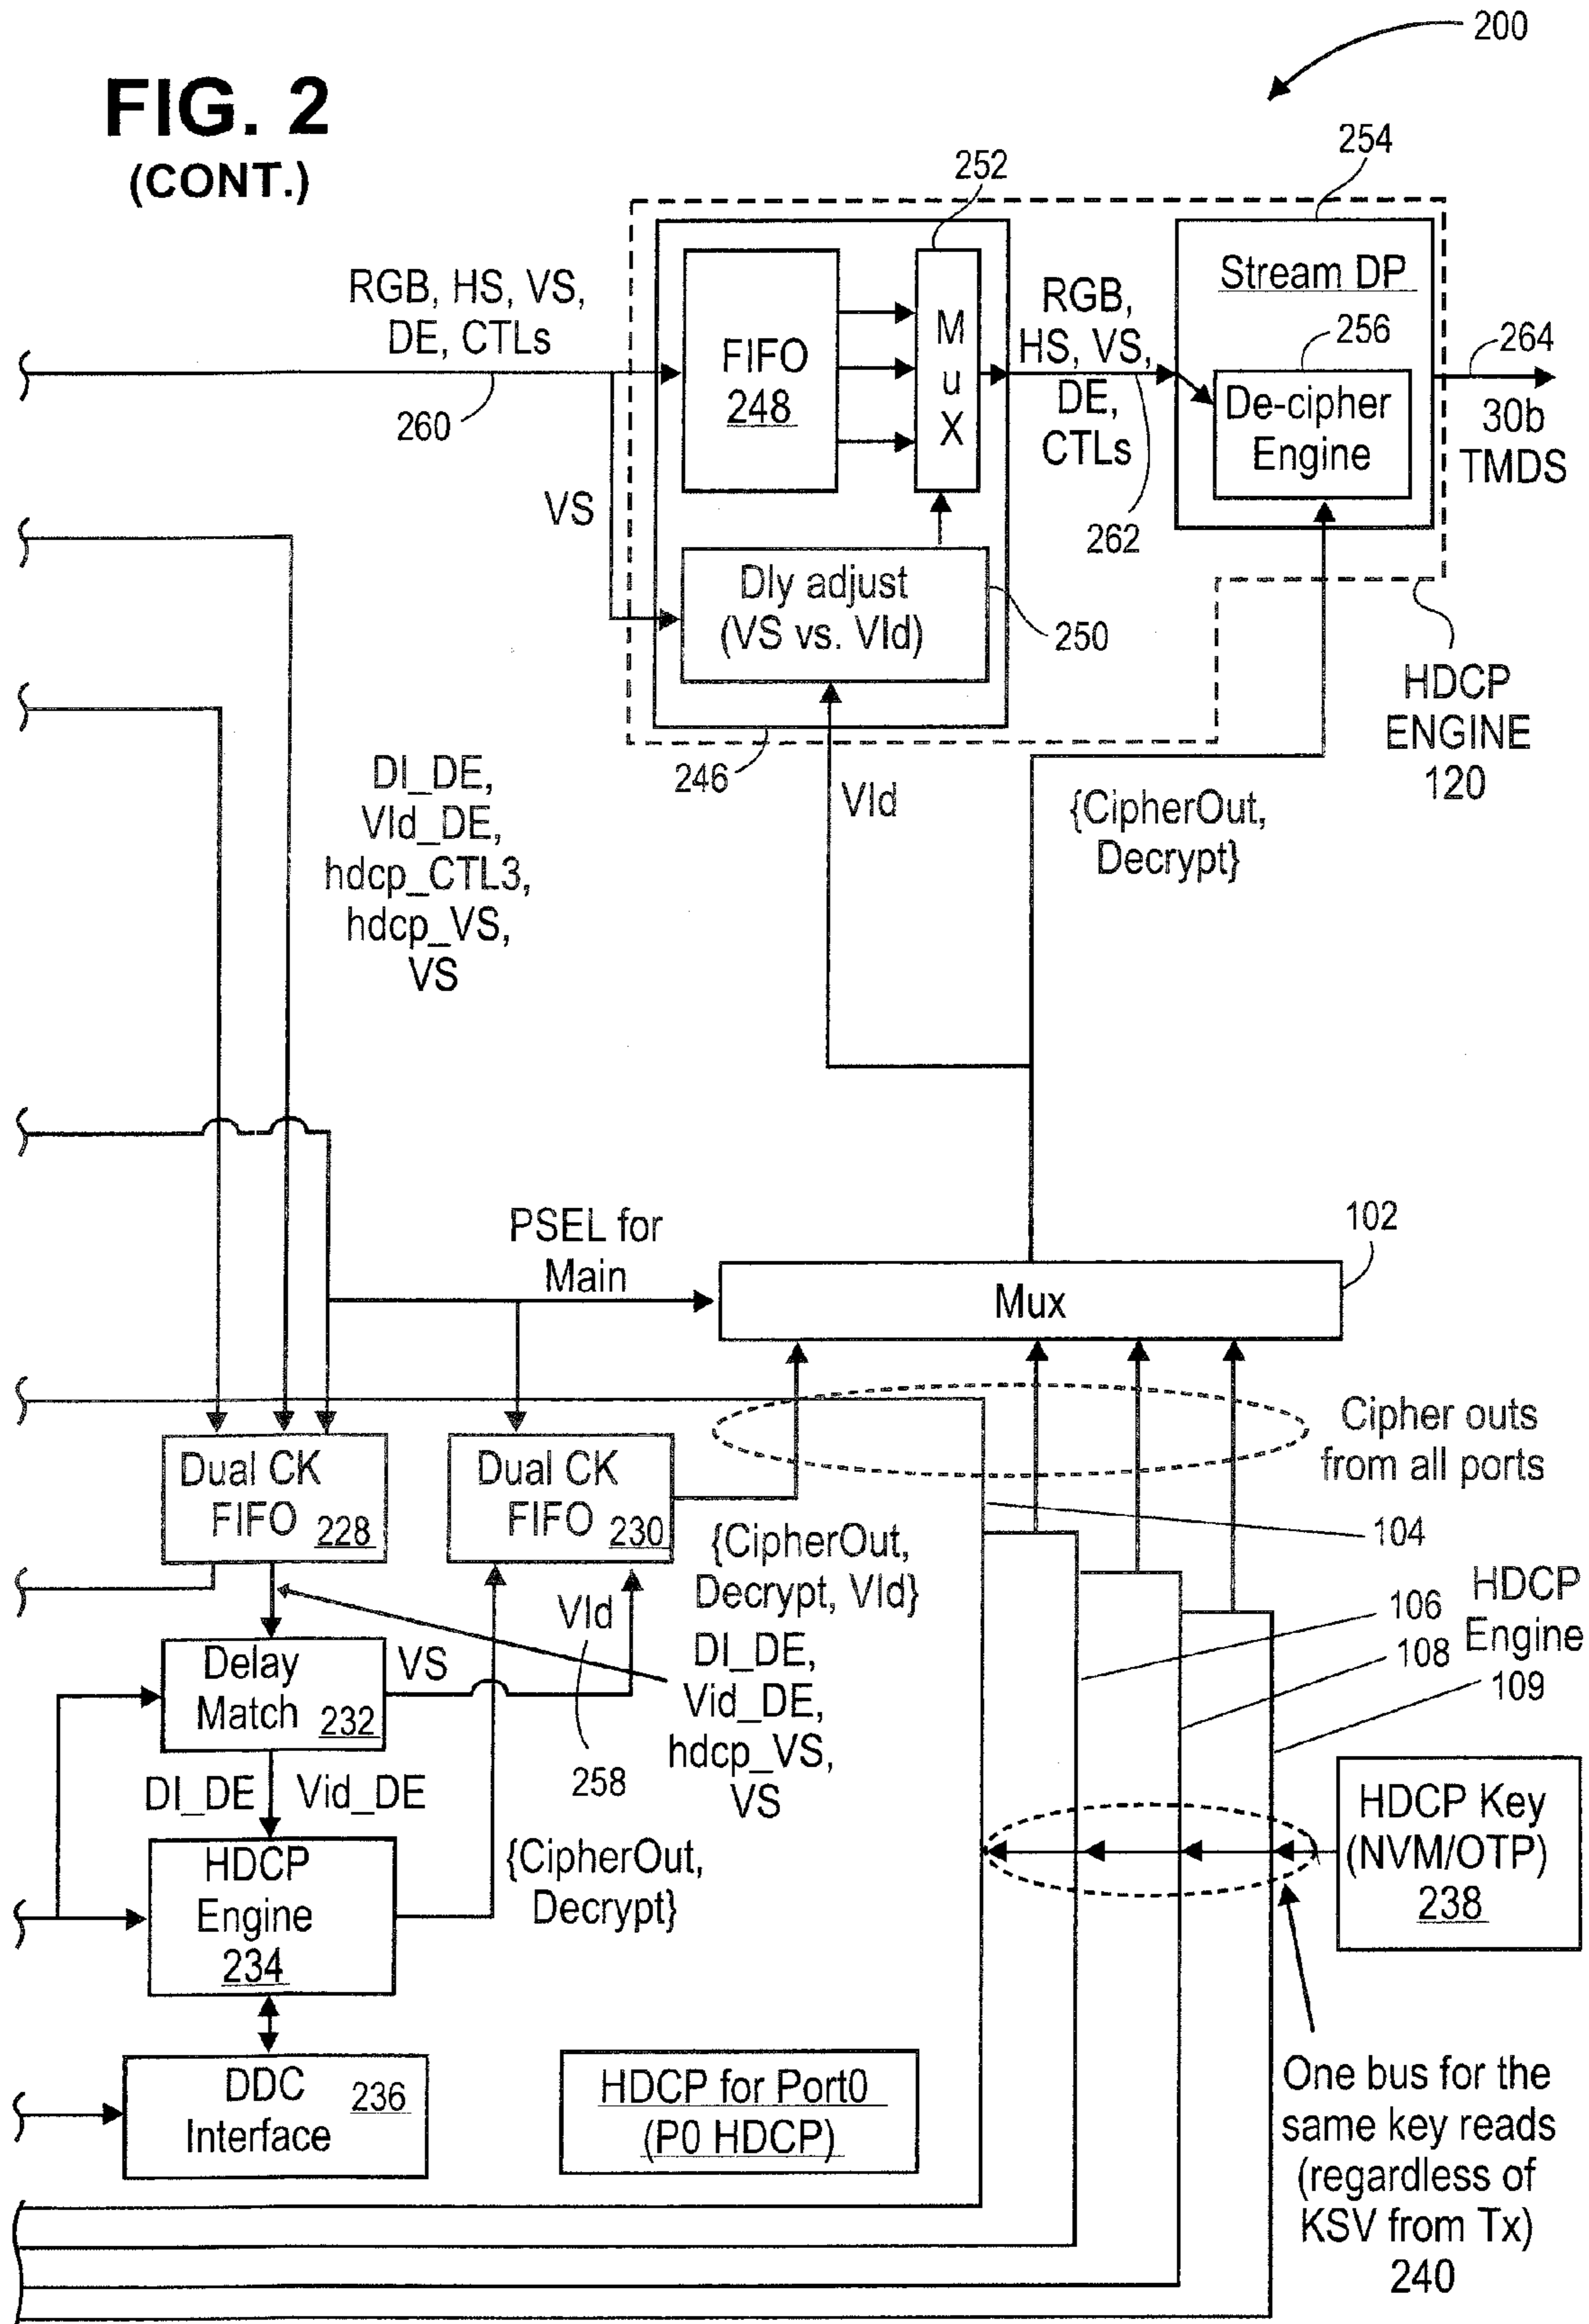 200
FIG. 2
(CONT.)
254
252
RGB, HS, VS,
DE, CTLs
260
FIFO
248
M
u
X
RGB,
HS, VS,
DE,
CTLs
262
Stream DP
256
De-cipher
Engine
264
30b
TMDS
VS
Dly adjust
(VS vs. Vld)
250
HDCP
ENGINE
120
246
DI_DE,
Vld_DE,
hdcp_CTL3,
hdcp_VS,
VS
Vld
{CipherOut,
Decrypt}
PSEL for
Main
102
Mux
Cipher outs
from all ports
Dual CK
FIFO 228
Dual CK
FIFO 230
104
{CipherOut,
Decrypt, Vld}
Vld
258
106
HDCP
Engine
108
109
Delay
Match 232
VS
DI_DE,
Vid_DE,
hdcp_VS,
VS
DI_DE
Vid_DE
HDCP
Engine
234
{CipherOut,
Decrypt}
HDCP Key
(NVM/OTP)
238
DDC
Interface
236
HDCP for Port0
(P0 HDCP)
One bus for the
same key reads
(regardless of
KSV from Tx)
240